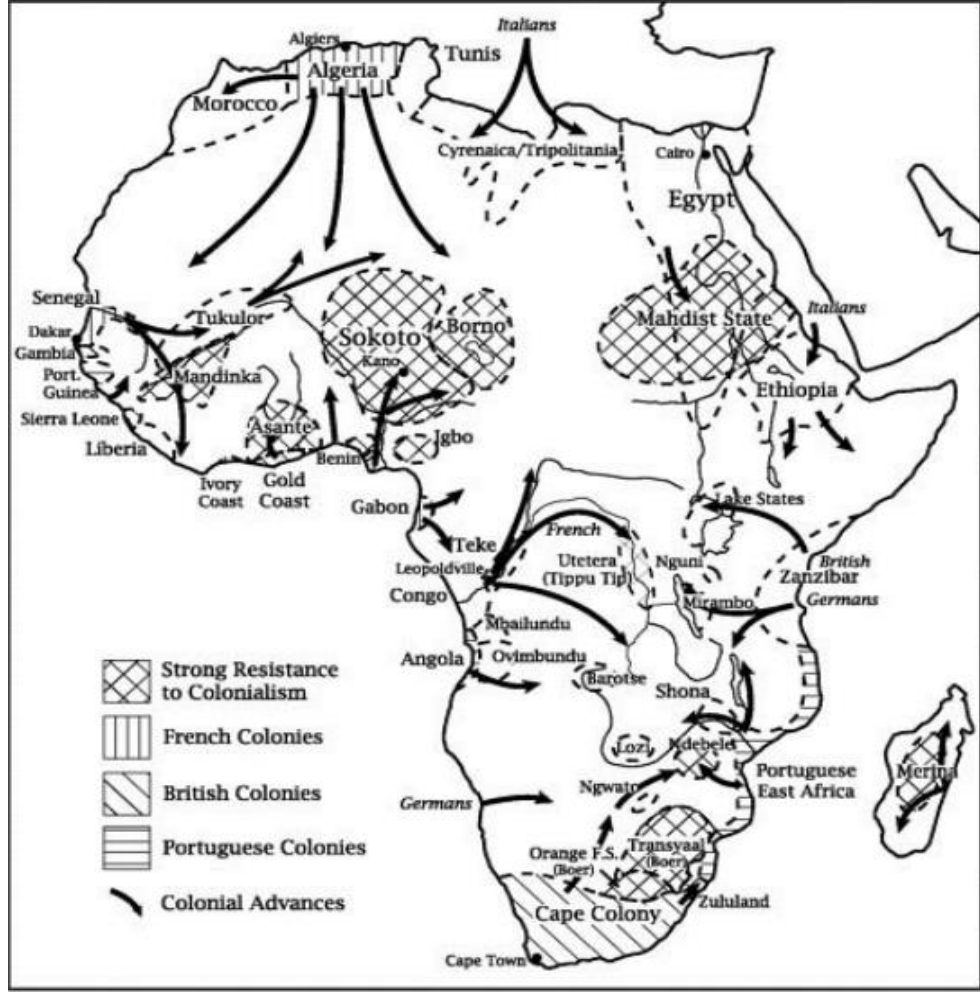 Italians
Algiers
Tunis
Algeria
Morocco
Cyrenaica/Tripolitania
Cairo
Egypt
Senegal
Tukulor
Dakar
Gambia
Port.
Guinea
Mandinka
Sokoto
Kano
Borno
Mahdist State
Italians
Ethiopia
Sierra Leone
Liberia
Asante
Benin
Igbo
Ivory
Coast
Gold
Coast
Gabon
Lake States
Teke
French
Leopoldville
Utetera
(Tippu Tip)
Nguni
British
Zanzibar
Germans
Congo
Mirambo
Mbailundu
Angola
Ovimbundu
Barotse
Shona
Lozi
Ndebele
Ngwato
Portuguese
East Africa
Merina
Germans
Orange F.S.
(Boer)
Transvaal
(Boer)
Zululand
Cape Colony
Cape Town
Strong Resistance
to Colonialism
French Colonies
British Colonies
Portuguese Colonies
Colonial Advances